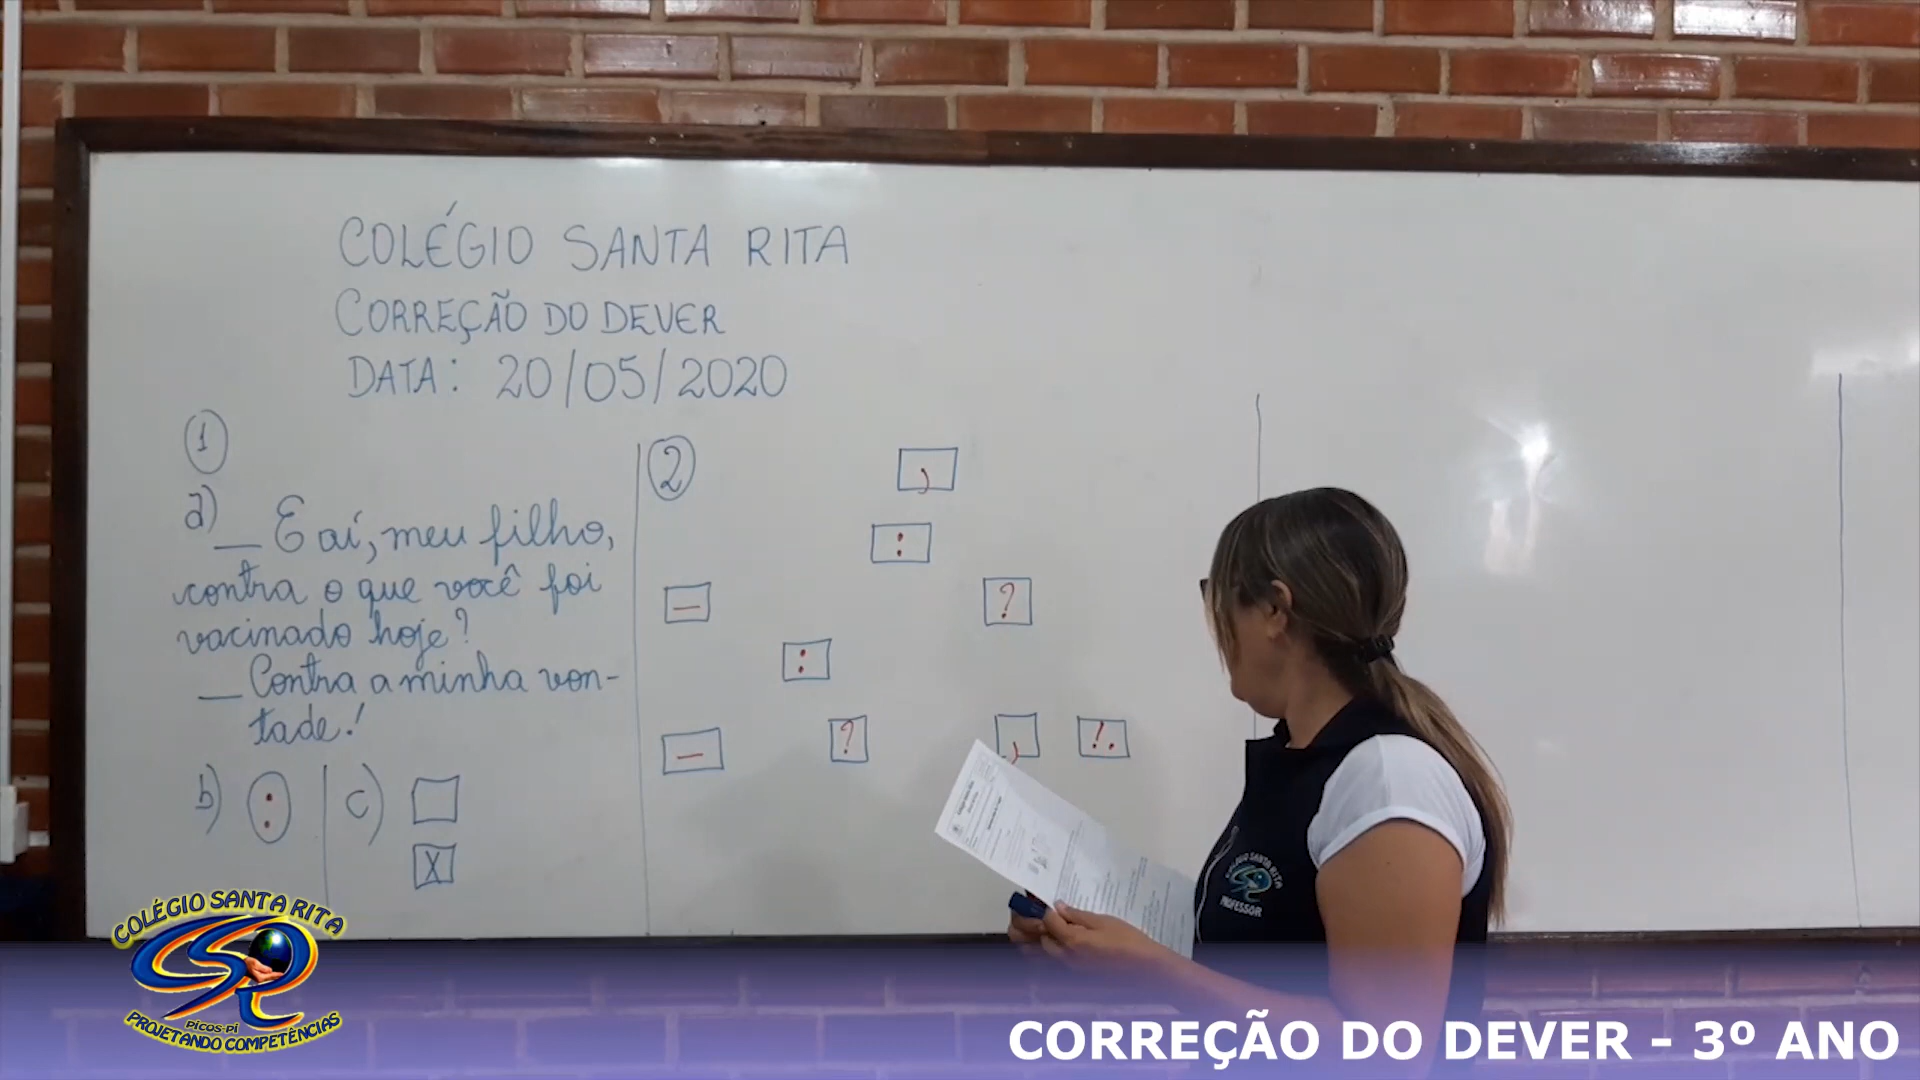 COLÉGIO SANTA RITA
CORREÇÃO DO DEVER
DATA: 20/05/2020
1
a)
— E aí, meu filho,
contra o que você foi
vacinado hoje?
— Contra a minha von-
tade!
b) :
c)
X
2
,
:
— ?
:
— ? , !.
COLÉGIO SANTA RITA
PROFESSOR
COLÉGIO SANTA RITA
PICOS-PI
PROJETANDO COMPETÊNCIAS
CORREÇÃO DO DEVER - 3º ANO